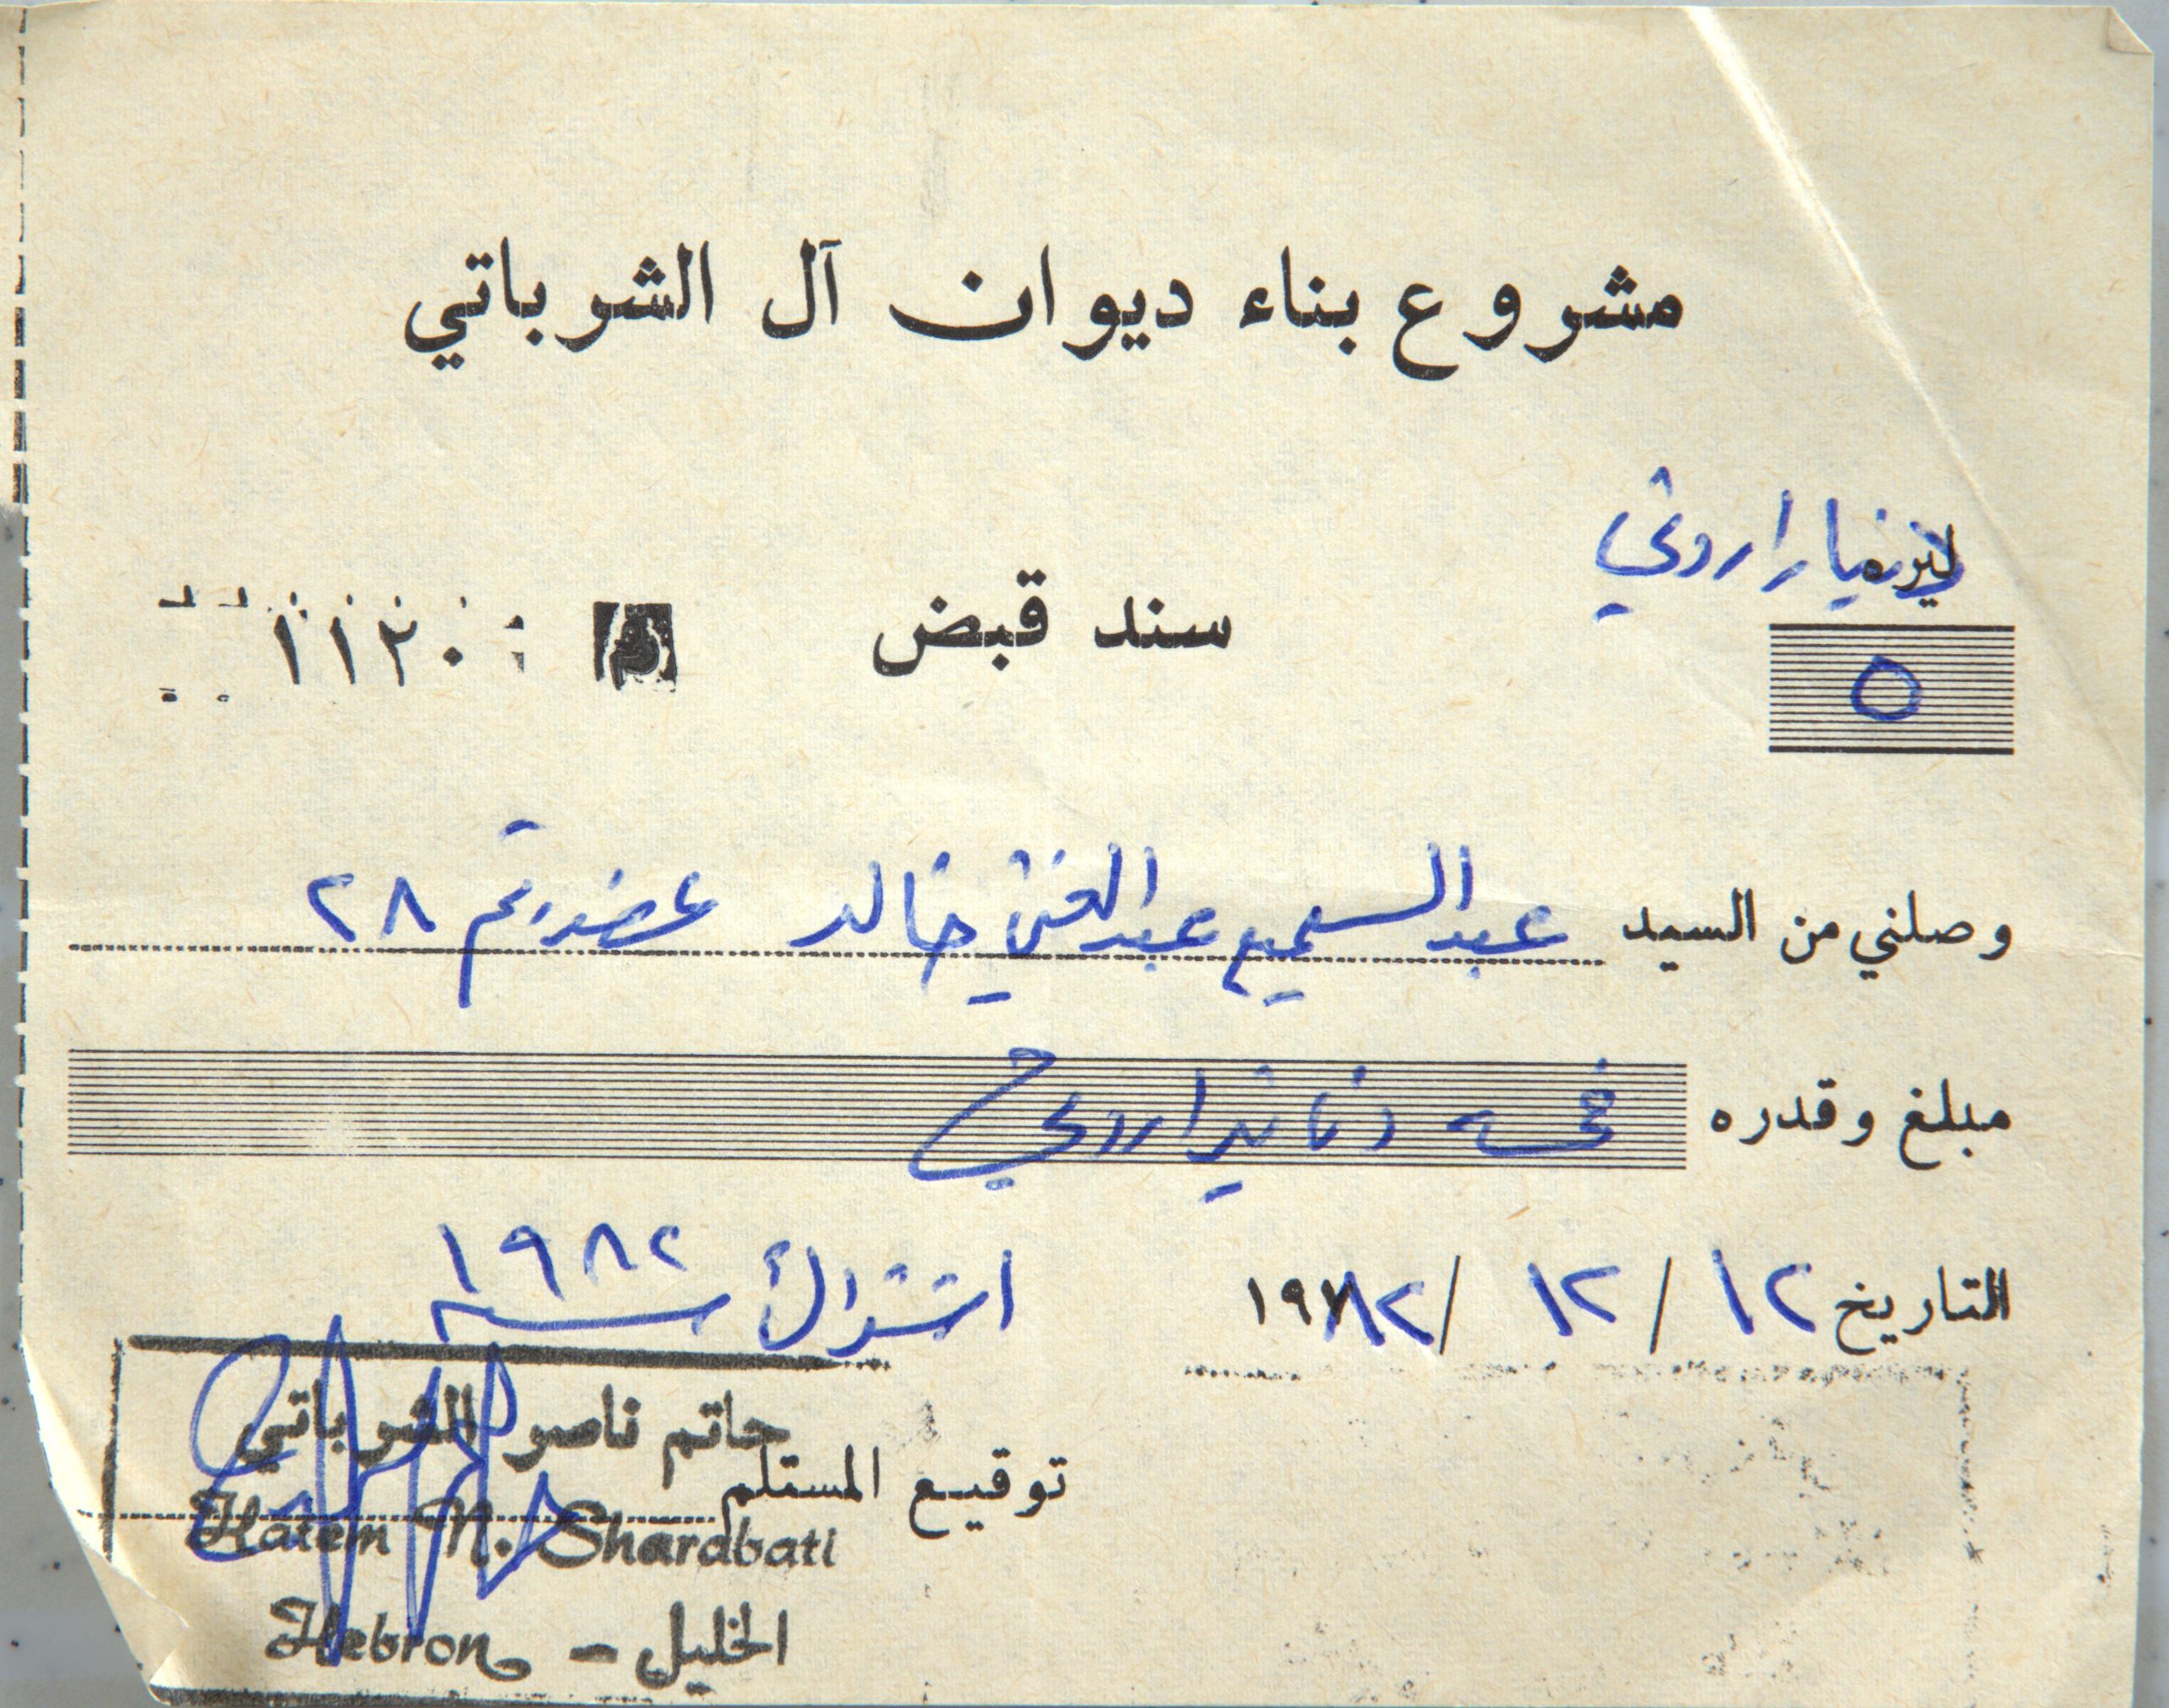 مشروع بناء ديوان آل الشرباتي
دينار اردني
سند قبض
١١٢٠
٥
وصلني من السيد عبد السميع عبد الغني خالد عضو رقم ٢٨
مبلغ وقدره خمسة دنانير اردني
التاريخ ١٢ / ١٢ / ١٩٨٢
اشتراك سنة ١٩٨٢
توقيع المستلم
حاتم ناصر الشرباتي
Hatem N. Sharabati
Hebron - الخليل